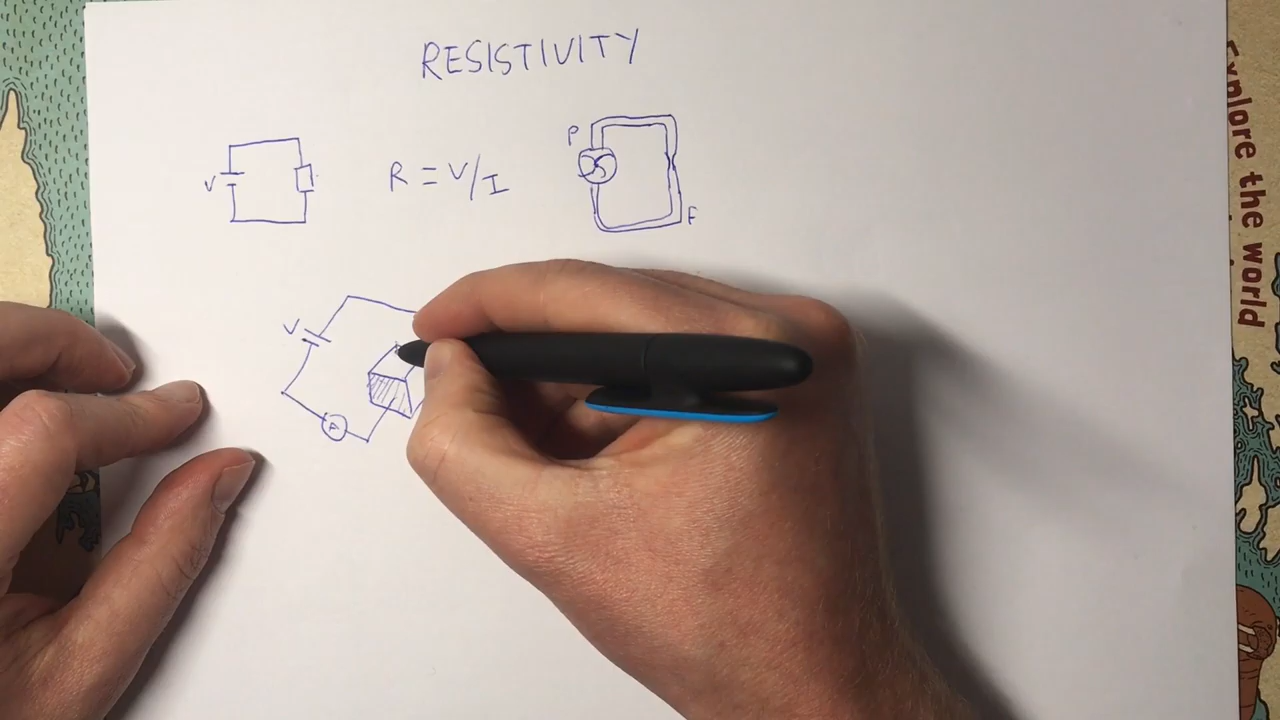 RESISTIVITY
V
R = V/I
P
F
V
A
Explore the world